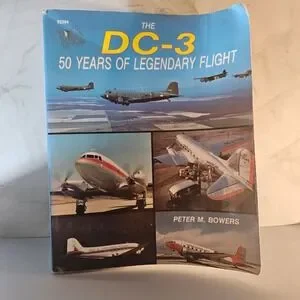 THE
DC-3
50 YEARS OF LEGENDARY FLIGHT
PETER M. BOWERS